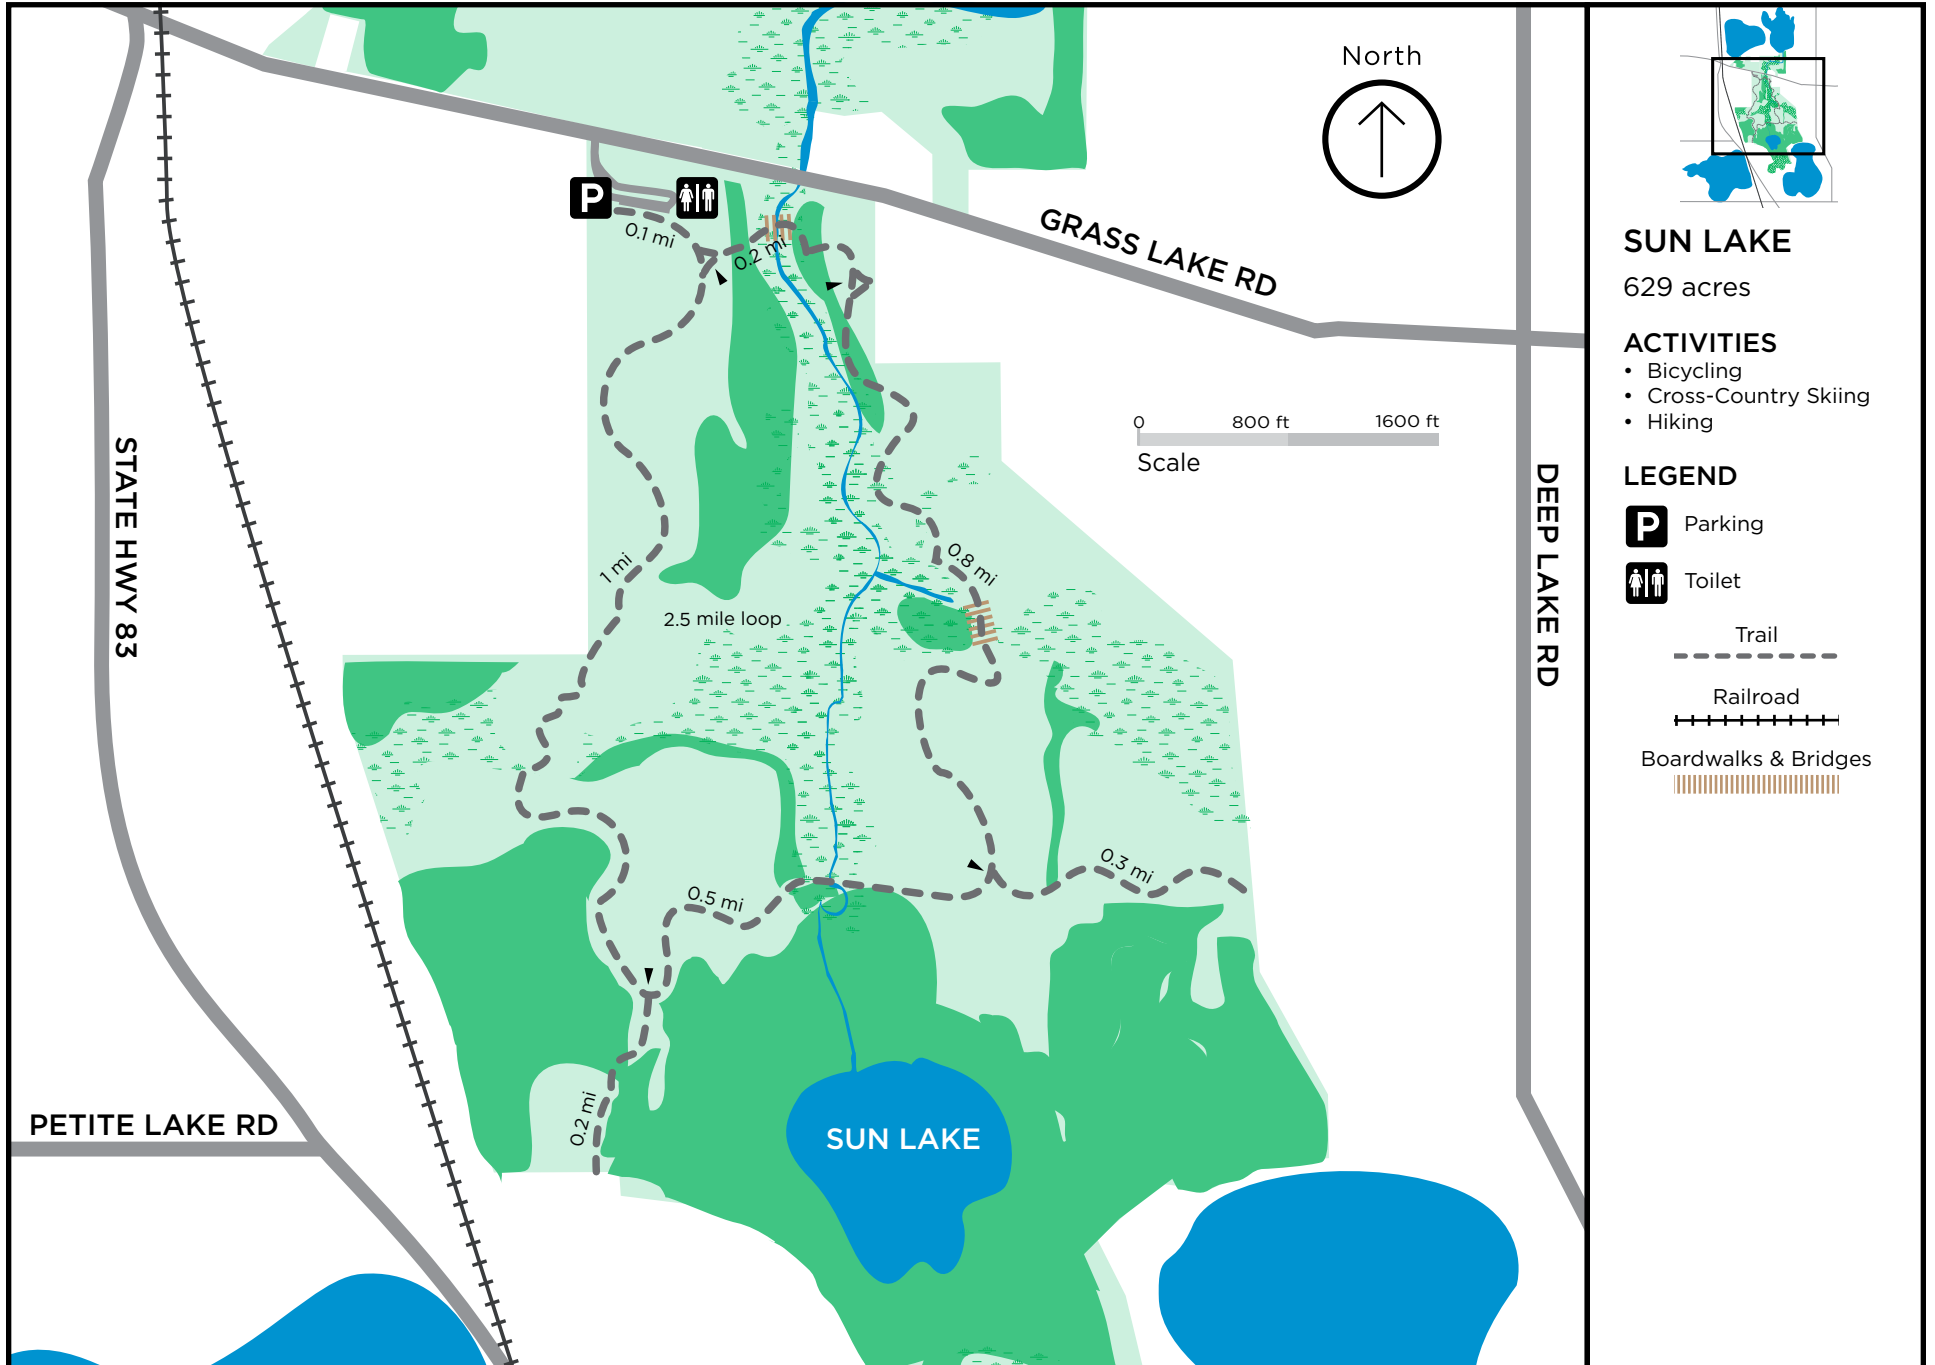 North
P
0.1 mi
0.2 mi
GRASS LAKE RD
0 800 ft 1600 ft
Scale
STATE HWY 83
DEEP LAKE RD
1 mi
0.8 mi
2.5 mile loop
0.5 mi
0.3 mi
0.2 mi
PETITE LAKE RD
SUN LAKE
SUN LAKE
629 acres
ACTIVITIES
• Bicycling
• Cross-Country Skiing
• Hiking
LEGEND
P Parking
Toilet
Trail
Railroad
Boardwalks & Bridges